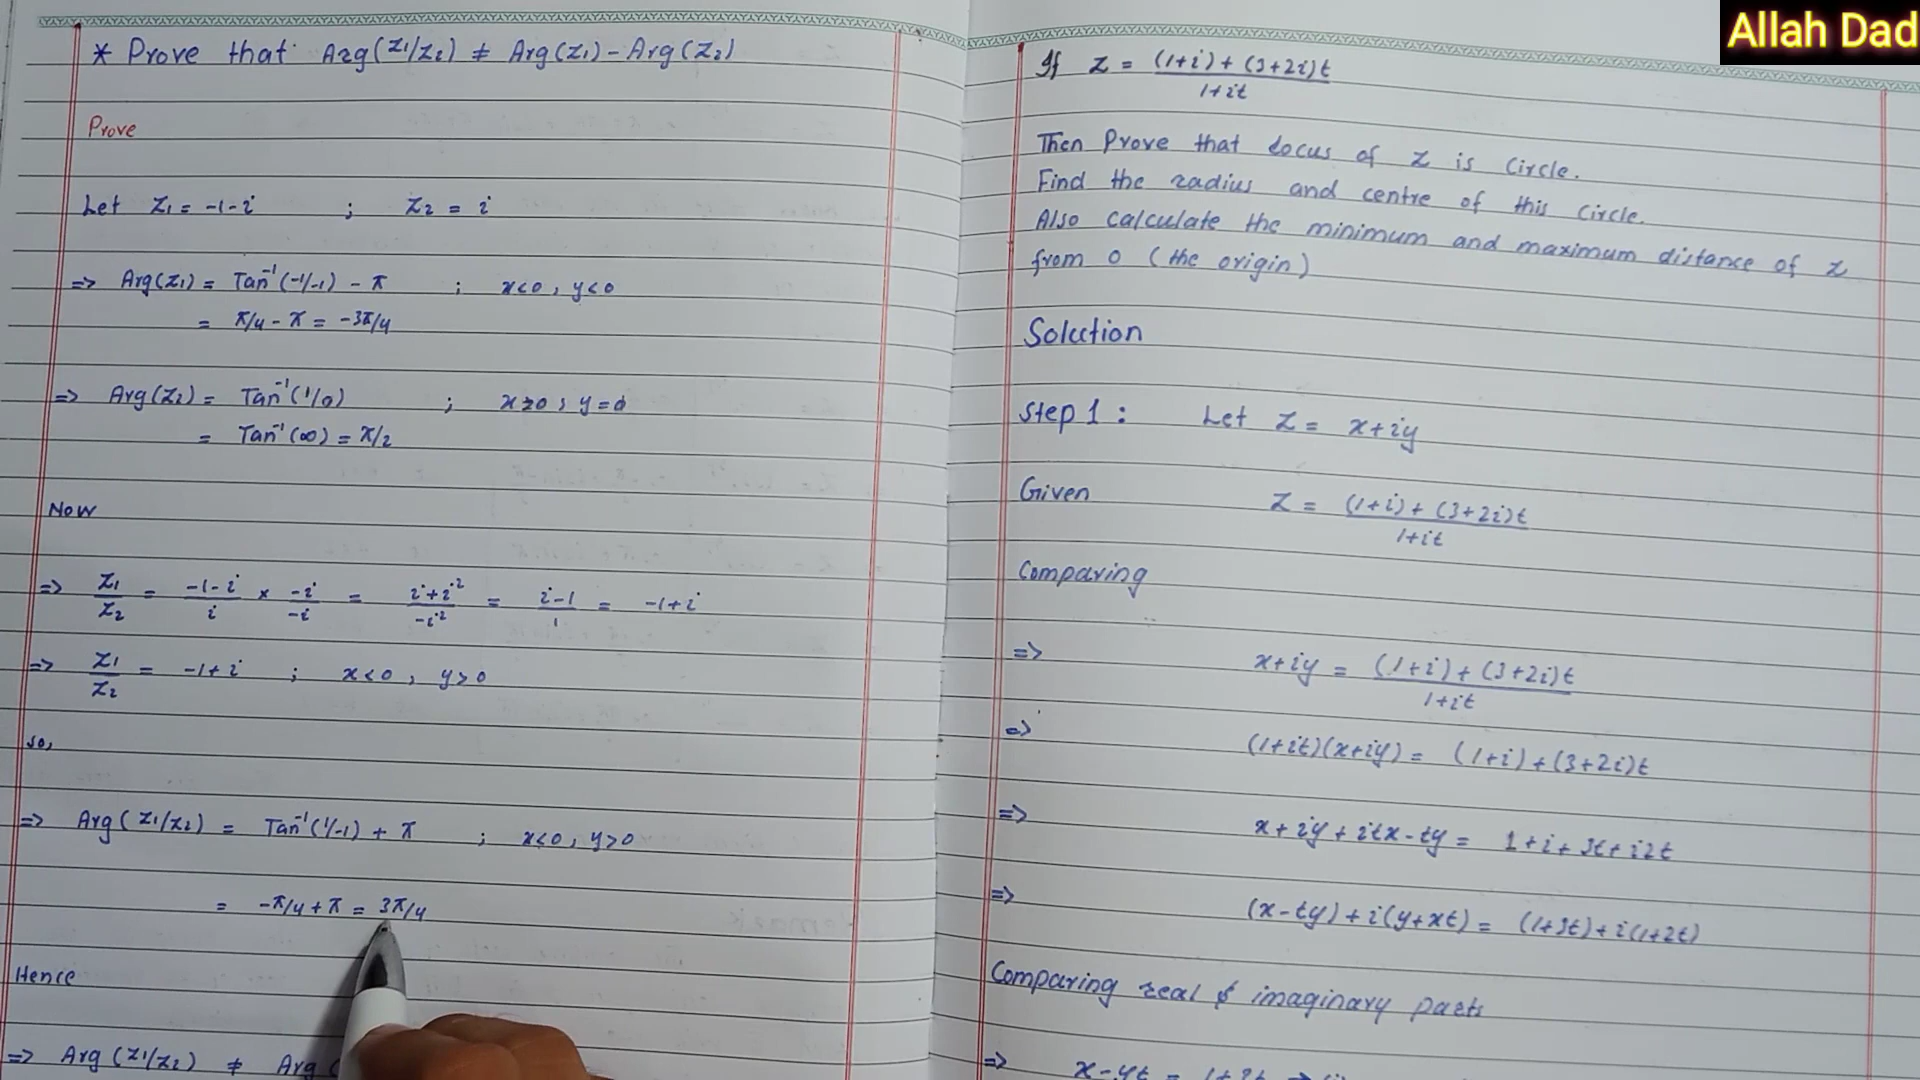 Allah Dad
* Prove that Arg(Z1/Z2) ≠ Arg(Z1) - Arg(Z2)
Prove
Let Z1 = -1-i ; Z2 = i
=> Arg(Z1) = Tan⁻¹(-1/-1) - π ; x<0, y<0
= π/4 - π = -3π/4
=> Arg(Z2) = Tan⁻¹(1/0) ; x≥0, y=0
= Tan⁻¹(∞) = π/2
Now
=> Z1/Z2 = -1-i/i × -i/-i = i+i²/-i² = i-1/1 = -1+i
=> Z1/Z2 = -1+i ; x<0, y>0
so,
=> Arg(Z1/Z2) = Tan⁻¹(1/-1) + π ; x<0, y>0
= -π/4 + π = 3π/4
Hence
=> Arg(Z1/Z2) ≠ Arg(
If Z = (1+i)+(3+2i)t / 1+it
Then Prove that locus of Z is circle.
Find the radius and centre of this circle.
Also calculate the minimum and maximum distance of Z
from 0 (the origin)
Solution
Step 1: Let Z = x+iy
Given Z = (1+i)+(3+2i)t / 1+it
Comparing
=> x+iy = (1+i)+(3+2i)t / 1+it
=> (1+it)(x+iy) = (1+i)+(3+2i)t
=> x+iy+itx-ty = 1+i+3t+i2t
=> (x-ty)+i(y+xt) = (1+3t)+i(1+2t)
Comparing real & imaginary parts
=> x-yt = 1+3t